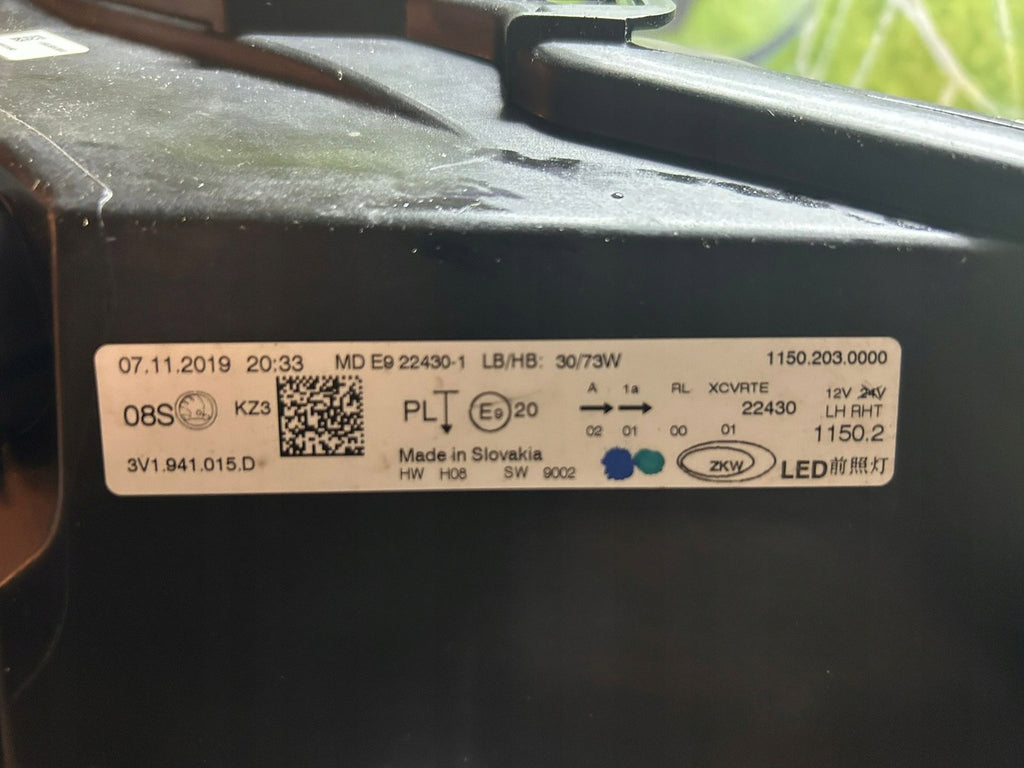 07.11.2019 20:33 MD E9 22430-1 LB/HB: 30/73W 1150.203.0000
08S KZ3 PL E9 20 A 1a RL XCVRTE 12V 24V
22430 LH RHT
02 01 00 01 1150.2
3V1.941.015.D Made in Slovakia
HW H08 SW 9002 ZKW LED前照灯